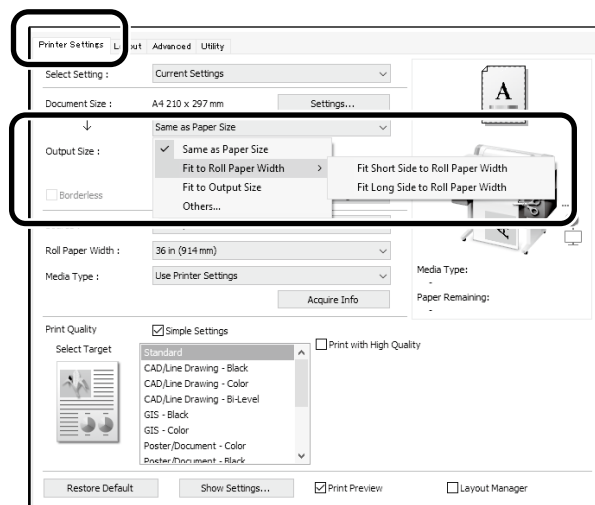 Printer Settings Layout Advanced Utility
Select Setting : Current Settings
Document Size : A4 210 x 297 mm Settings...
Same as Paper Size
Output Size :
Same as Paper Size
Fit to Roll Paper Width
Fit Short Side to Roll Paper Width
Fit to Output Size
Fit Long Side to Roll Paper Width
Borderless
Others...
Roll Paper Width : 36 in (914 mm)
Media Type : Use Printer Settings
Acquire Info
A
Media Type:
-
Paper Remaining:
-
Print Quality Simple Settings
Select Target
Standard
CAD/Line Drawing - Black
CAD/Line Drawing - Color
CAD/Line Drawing - Bi-Level
GIS - Black
GIS - Color
Poster/Document - Color
Poster/Document - Black
Print with High Quality
Restore Default Show Settings... Print Preview Layout Manager